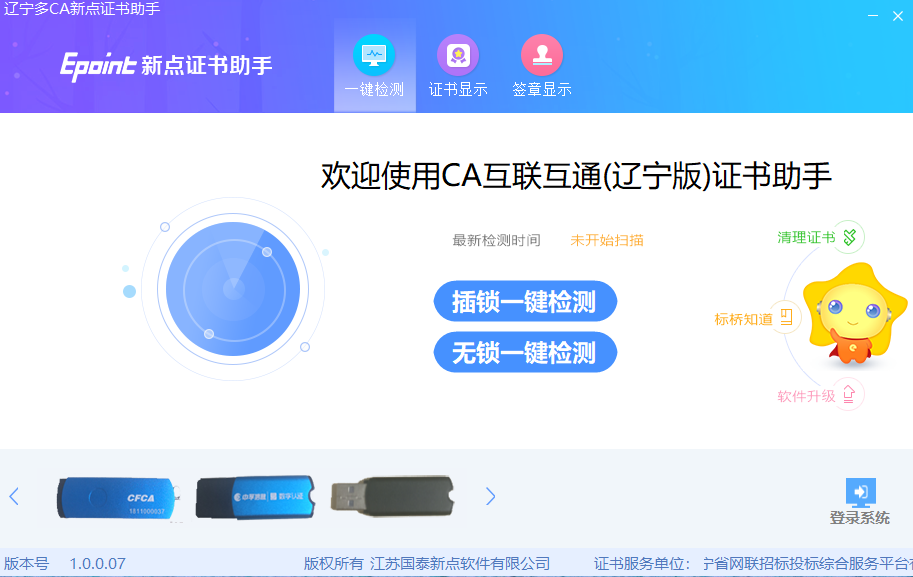 辽宁多CA新点证书助手
Epoint 新点证书助手
一键检测
证书显示
签章显示
欢迎使用CA互联互通(辽宁版)证书助手
最新检测时间 未开始扫描
清理证书
插锁一键检测
标桥知道
无锁一键检测
软件升级
CFCA
1811000037
数字认证
登录系统
版本号 1.0.0.07 版权所有 江苏国泰新点软件有限公司 证书服务单位: 宁省网联招标投标综合服务平台